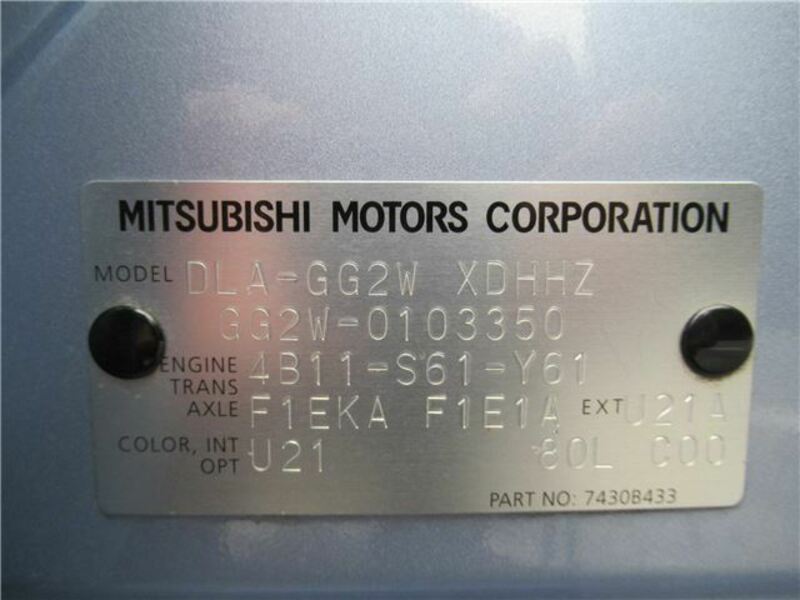 MITSUBISHI MOTORS CORPORATION
MODEL DLA-GG2W XDHHZ
GG2W-0103350
ENGINE 4B11-S61-Y61
TRANS
AXLE F1EKA F1E1A EXT U21A
COLOR, INT
OPT U21 80L C00
PART NO: 7430B433